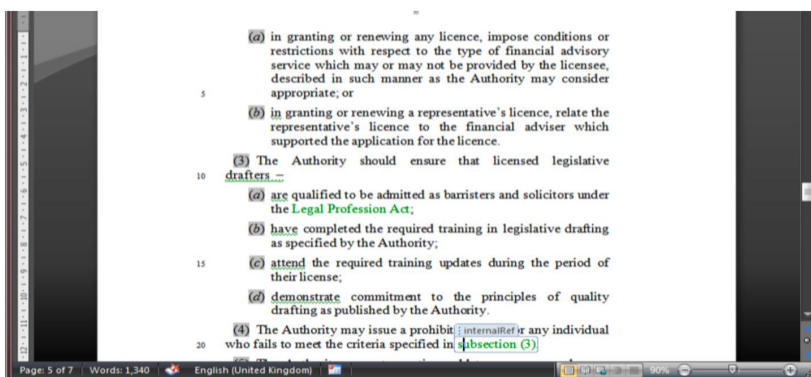 (a) in granting or renewing any licence, impose conditions or
restrictions with respect to the type of financial advisory
service which may or may not be provided by the licensee,
described in such manner as the Authority may consider
5 appropriate; or
(b) in granting or renewing a representative's licence, relate the
representative's licence to the financial adviser which
supported the application for the licence.
(3) The Authority should ensure that licensed legislative
10 drafters –
(a) are qualified to be admitted as barristers and solicitors under
the Legal Profession Act;
(b) have completed the required training in legislative drafting
as specified by the Authority;
15 (c) attend the required training updates during the period of
their license;
(d) demonstrate commitment to the principles of quality
drafting as published by the Authority.
(4) The Authority may issue a prohibit internalRef r any individual
20 who fails to meet the criteria specified in subsection (3)
Page: 5 of 7 Words: 1,340 English (United Kingdom) 90%